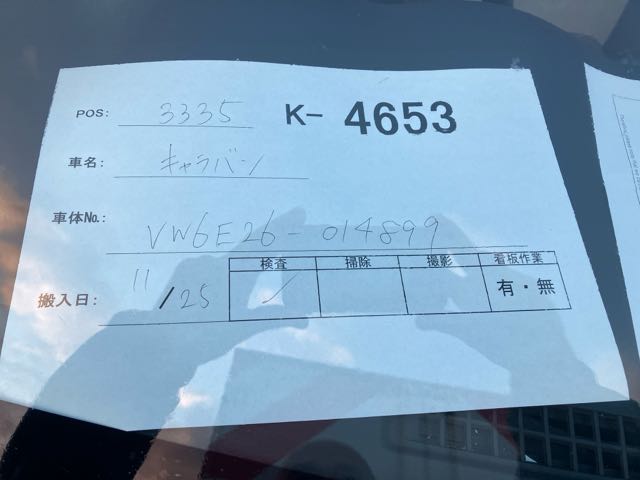 POS: 3335 K- 4653
車名: キャラバン
車体No.: VW6E26-014899
搬入日: 11/25
検査 掃除 撮影 看板作業
✓ 有・無